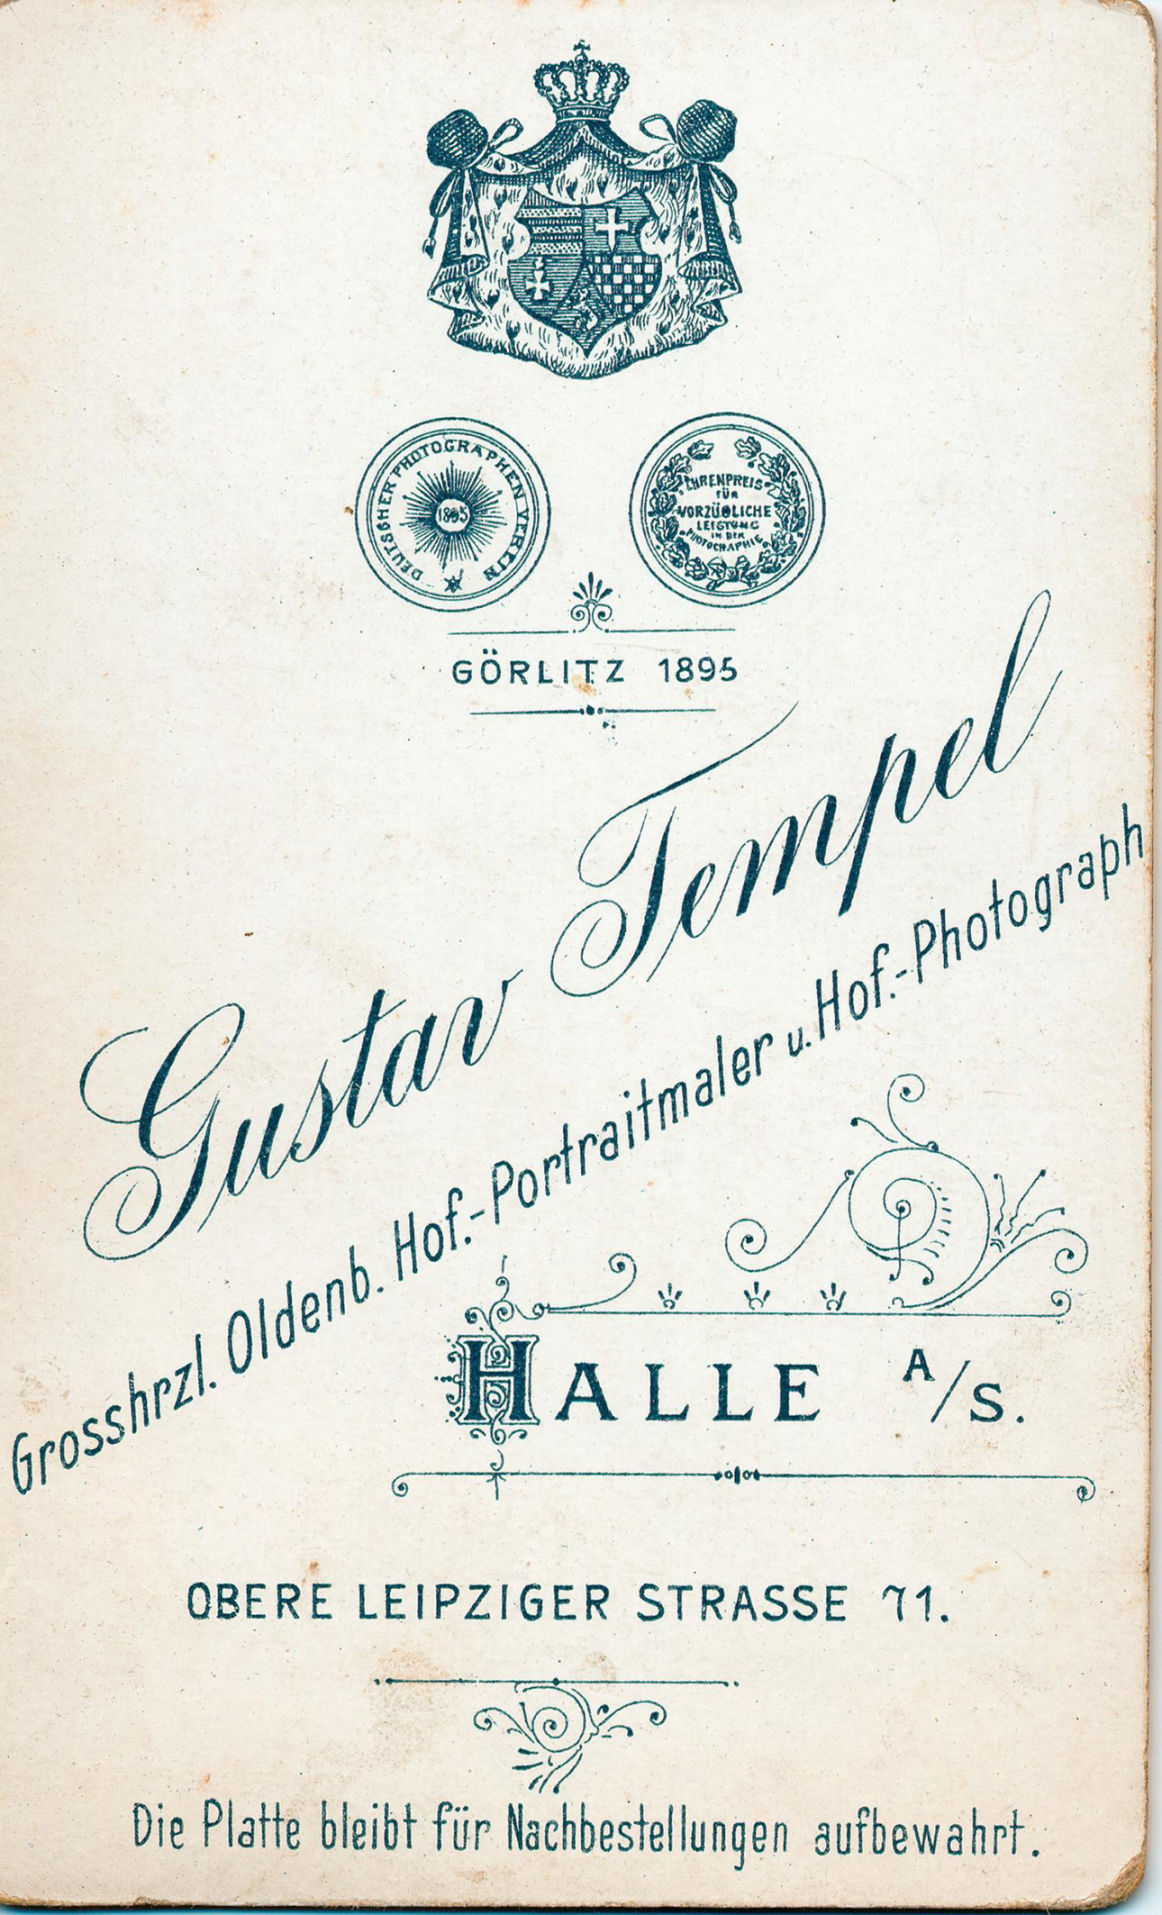 DEUTSCHER PHOTOGRAPHEN VEREIN
1895
EHRENPREIS
FÜR
VORZÜGLICHE
LEISTUNG
IN DER
PHOTOGRAPHIE
GÖRLITZ 1895
Gustav Tempel
Grosshrzl. Oldenb. Hof.-Portraitmaler u. Hof.-Photograph
HALLE A/S.
OBERE LEIPZIGER STRASSE 71.
Die Platte bleibt für Nachbestellungen aufbewahrt.